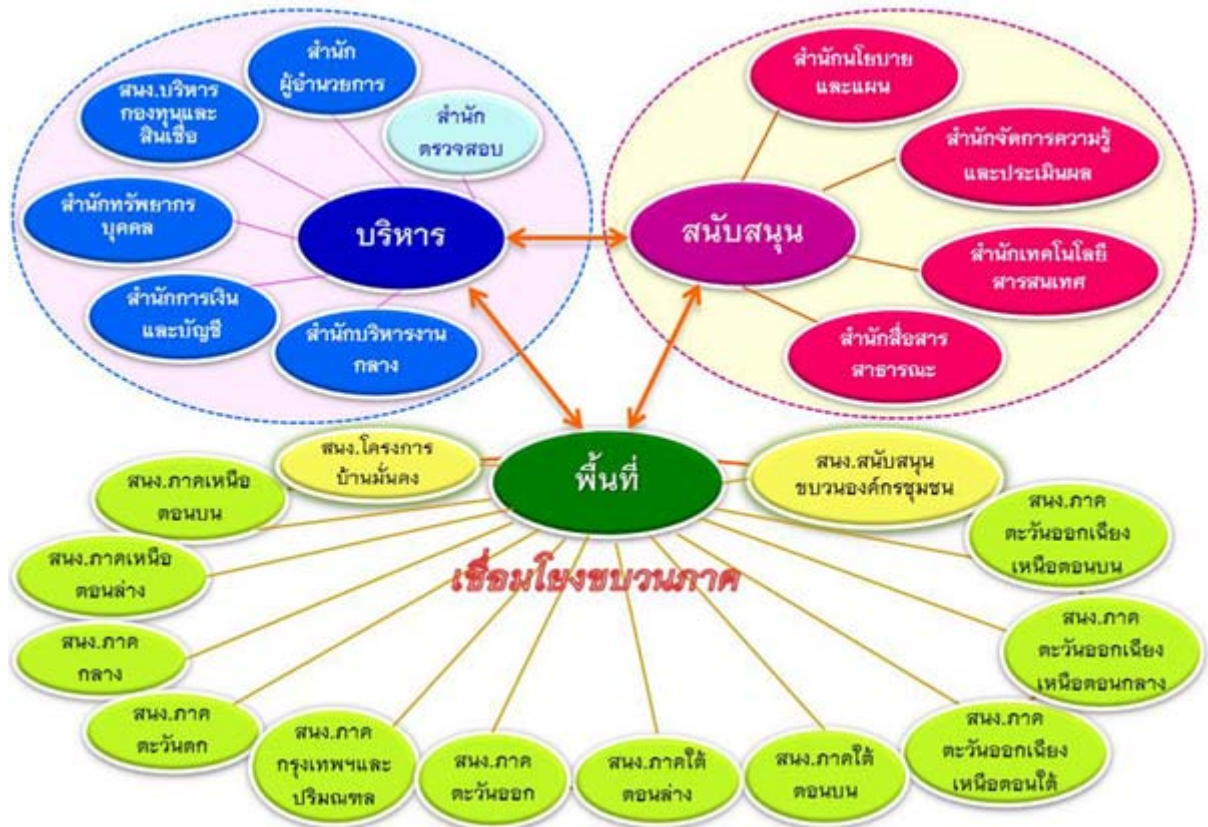 สำนัก
ผู้อำนวยการ
สนง.บริหาร
กองทุนและ
สินเชื่อ
สำนัก
ตรวจสอบ
สำนักทรัพยากร
บุคคล
บริหาร
สำนักการเงิน
และบัญชี
สำนักบริหารงาน
กลาง
สำนักนโยบาย
และแผน
สำนักจัดการความรู้
และประเมินผล
สนับสนุน
สำนักเทคโนโลยี
สารสนเทศ
สำนักสื่อสาร
สาธารณะ
สนง.โครงการ
บ้านมั่นคง
พื้นที่
สนง.สนับสนุน
ขบวนองค์กรชุมชน
เชื่อมโยงขบวนภาค
สนง.ภาคเหนือ
ตอนบน
สนง.ภาคเหนือ
ตอนล่าง
สนง.ภาค
กลาง
สนง.ภาค
ตะวันตก
สนง.ภาค
กรุงเทพฯและ
ปริมณฑล
สนง.ภาค
ตะวันออก
สนง.ภาคใต้
ตอนล่าง
สนง.ภาคใต้
ตอนบน
สนง.ภาค
ตะวันออกเฉียง
เหนือตอนใต้
สนง.ภาค
ตะวันออกเฉียง
เหนือตอนกลาง
สนง.ภาค
ตะวันออกเฉียง
เหนือตอนบน